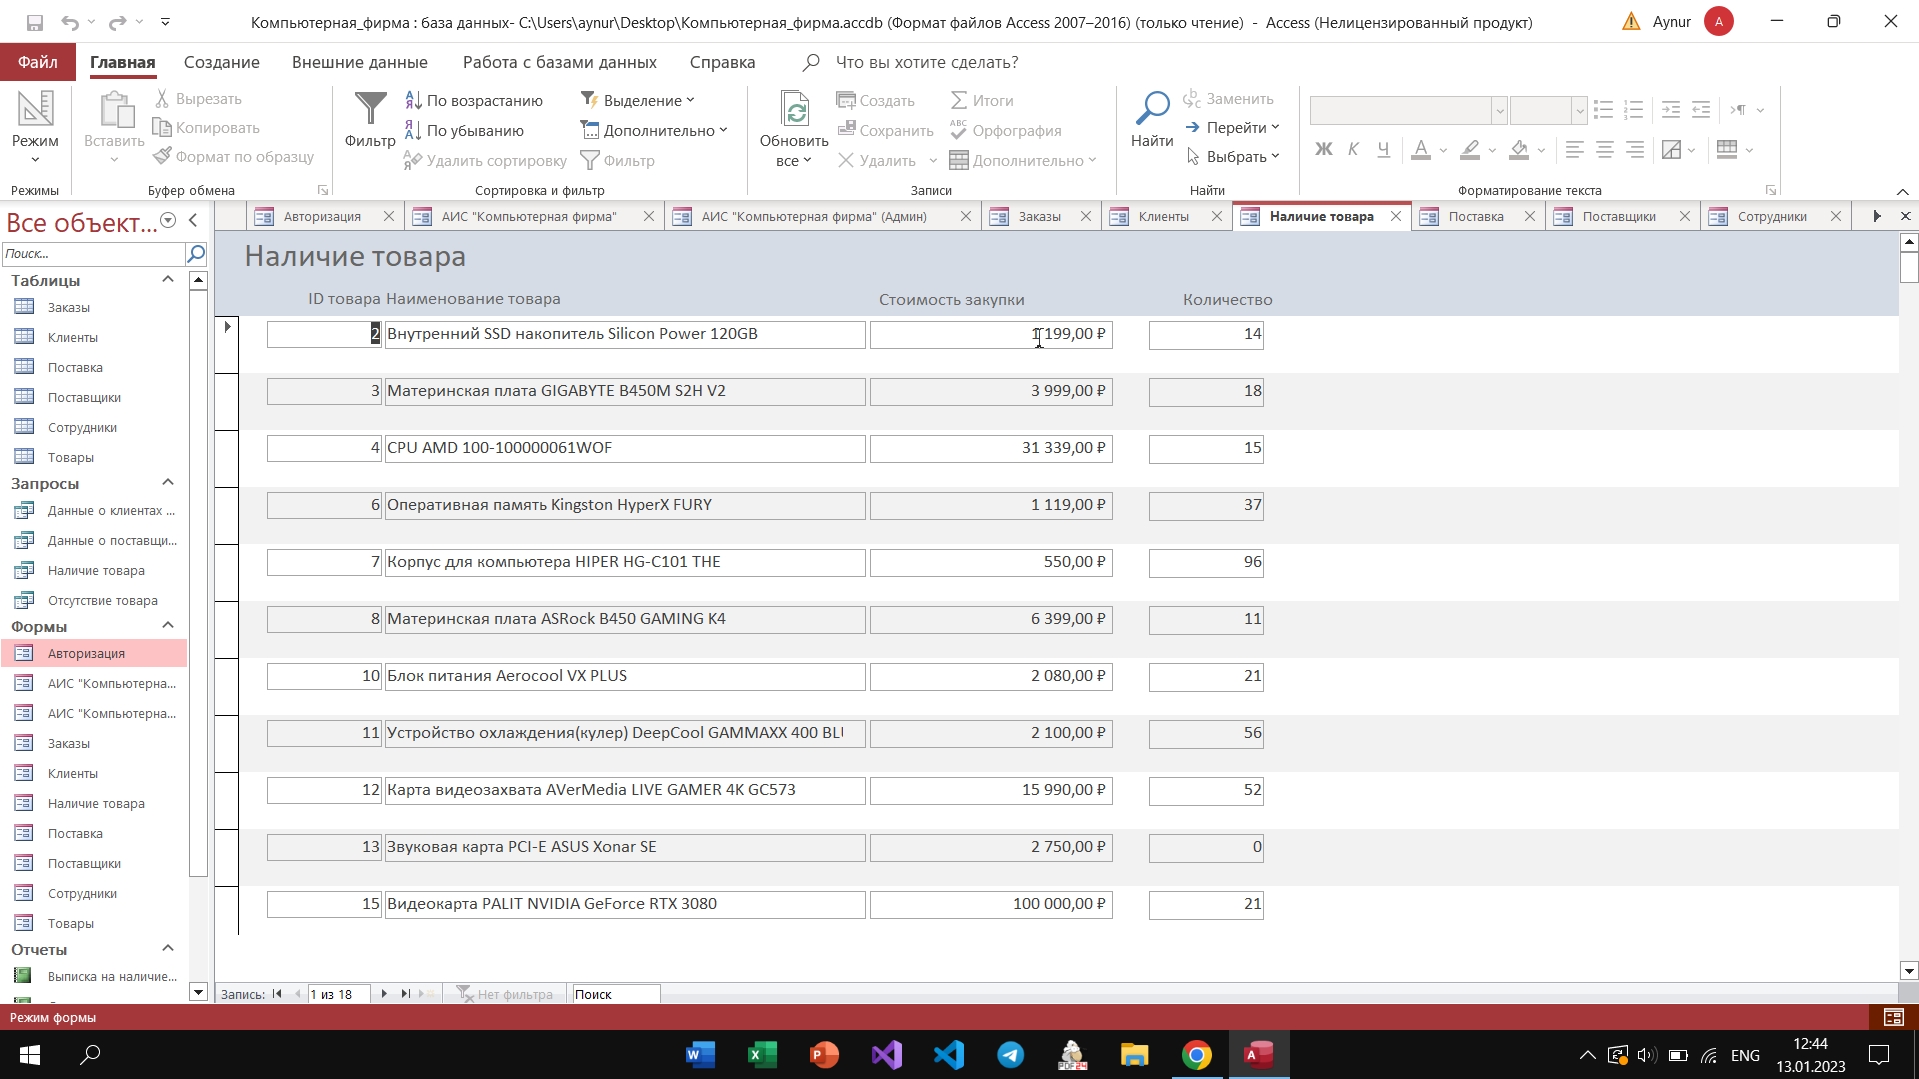 Компьютерная_фирма : база данных- C:\Users\aynur\Desktop\Компьютерная_фирма.accdb (Формат файлов Access 2007–2016) (только чтение) - Access (Нелицензированный продукт)
Aynur
A
Файл
Главная
Создание
Внешние данные
Работа с базами данных
Справка
Что вы хотите сделать?
Режим
Режимы
Вставить
Вырезать
Копировать
Формат по образцу
Буфер обмена
Фильтр
По возрастанию
По убыванию
Удалить сортировку
Выделение
Дополнительно
Фильтр
Сортировка и фильтр
Обновить
все
Создать
Сохранить
Удалить
Итоги
Орфография
Дополнительно
Записи
Найти
Заменить
Перейти
Выбрать
Найти
Ж К Ч
Форматирование текста
Все объект...
Поиск...
Таблицы
Заказы
Клиенты
Поставка
Поставщики
Сотрудники
Товары
Запросы
Данные о клиентах ...
Данные о поставщи...
Наличие товара
Отсутствие товара
Формы
Авторизация
АИС "Компьютерна...
АИС "Компьютерна...
Заказы
Клиенты
Наличие товара
Поставка
Поставщики
Сотрудники
Товары
Отчеты
Выписка на наличие...
Авторизация
АИС "Компьютерная фирма"
АИС "Компьютерная фирма" (Админ)
Заказы
Клиенты
Наличие товара
Поставка
Поставщики
Сотрудники
Наличие товара
ID товара Наименование товара Стоимость закупки Количество
2 Внутренний SSD накопитель Silicon Power 120GB 1 199,00 ₽ 14
3 Материнская плата GIGABYTE B450M S2H V2 3 999,00 ₽ 18
4 CPU AMD 100-100000061WOF 31 339,00 ₽ 15
6 Оперативная память Kingston HyperX FURY 1 119,00 ₽ 37
7 Корпус для компьютера HIPER HG-C101 THE 550,00 ₽ 96
8 Материнская плата ASRock B450 GAMING K4 6 399,00 ₽ 11
10 Блок питания Aerocool VX PLUS 2 080,00 ₽ 21
11 Устройство охлаждения(кулер) DeepCool GAMMAXX 400 BLU 2 100,00 ₽ 56
12 Карта видеозахвата AVerMedia LIVE GAMER 4K GC573 15 990,00 ₽ 52
13 Звуковая карта PCI-E ASUS Xonar SE 2 750,00 ₽ 0
15 Видеокарта PALIT NVIDIA GeForce RTX 3080 100 000,00 ₽ 21
Запись: 1 из 18 Нет фильтра Поиск
Режим формы
ENG
12:44
13.01.2023